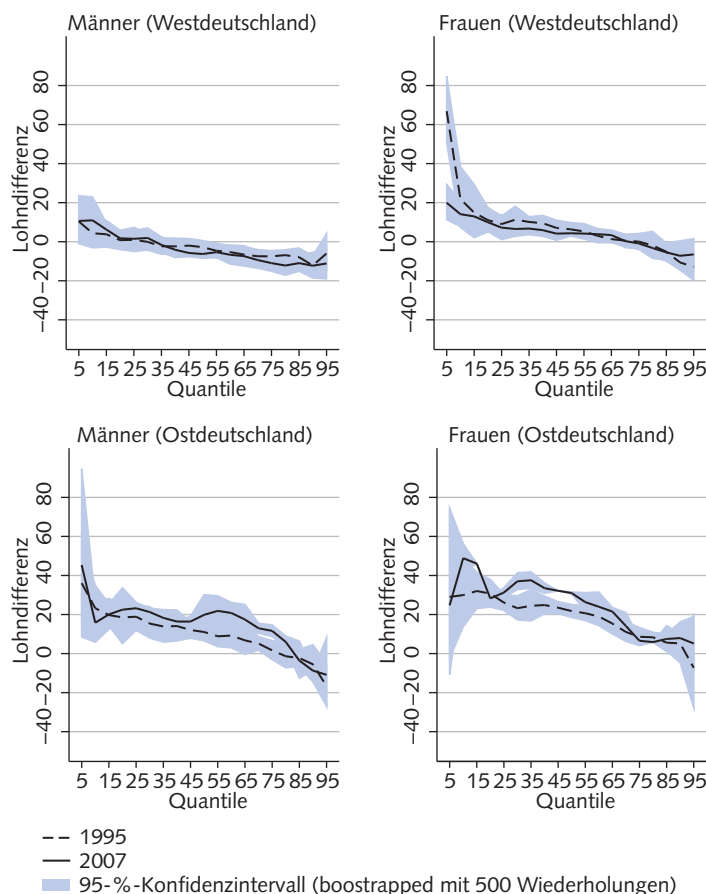 Männer (Westdeutschland)
Lohndifferenz
80
60
40
20
0
−20
−40
5 15 25 35 45 55 65 75 85 95
Quantile
Frauen (Westdeutschland)
Lohndifferenz
80
60
40
20
0
−20
−40
5 15 25 35 45 55 65 75 85 95
Quantile
Männer (Ostdeutschland)
Lohndifferenz
80
60
40
20
0
−20
−40
5 15 25 35 45 55 65 75 85 95
Quantile
Frauen (Ostdeutschland)
Lohndifferenz
80
60
40
20
0
−20
−40
5 15 25 35 45 55 65 75 85 95
Quantile
1995
2007
95-%-Konfidenzintervall (boostrapped mit 500 Wiederholungen)